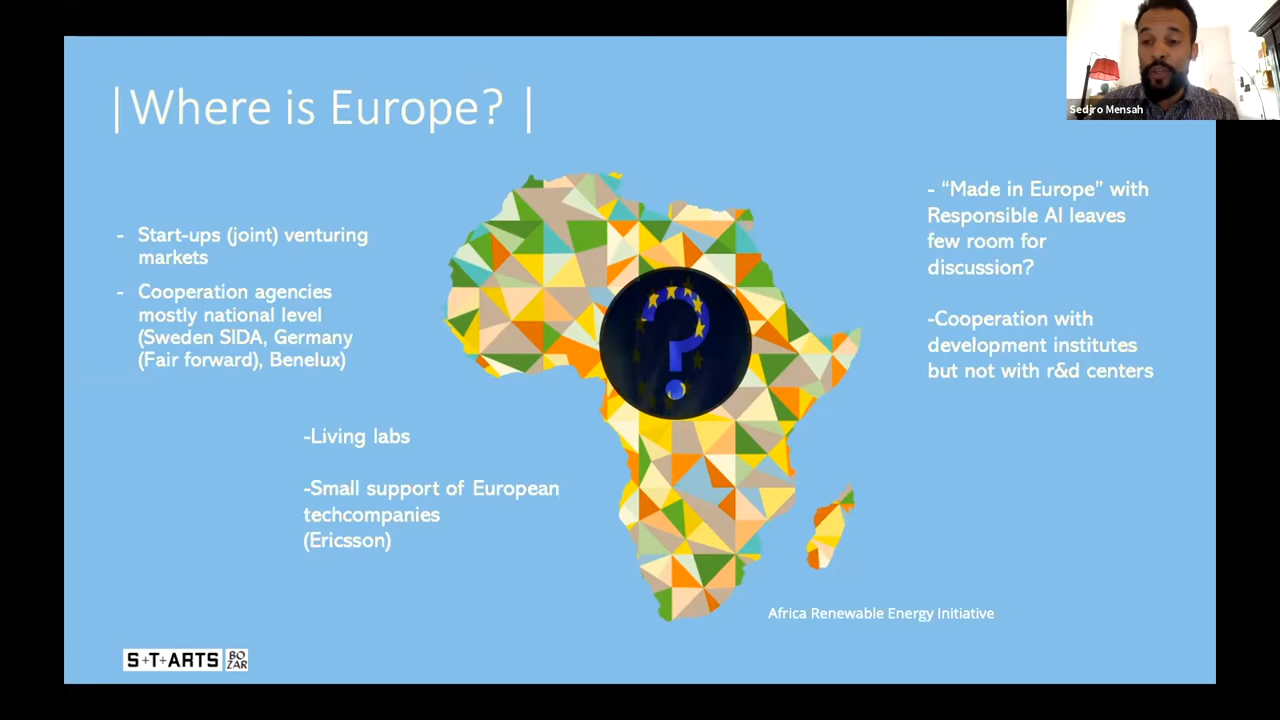 |Where is Europe? |
Sedjro Mensah
- Start-ups (joint) venturing
markets
- Cooperation agencies
mostly national level
(Sweden SIDA, Germany
(Fair forward), Benelux)
- “Made in Europe” with
Responsible AI leaves
few room for
discussion?
-Cooperation with
development institutes
but not with r&d centers
?
-Living labs
-Small support of European
techcompanies
(Ericsson)
Africa Renewable Energy Initiative
S+T+ARTS
BO
ZAR